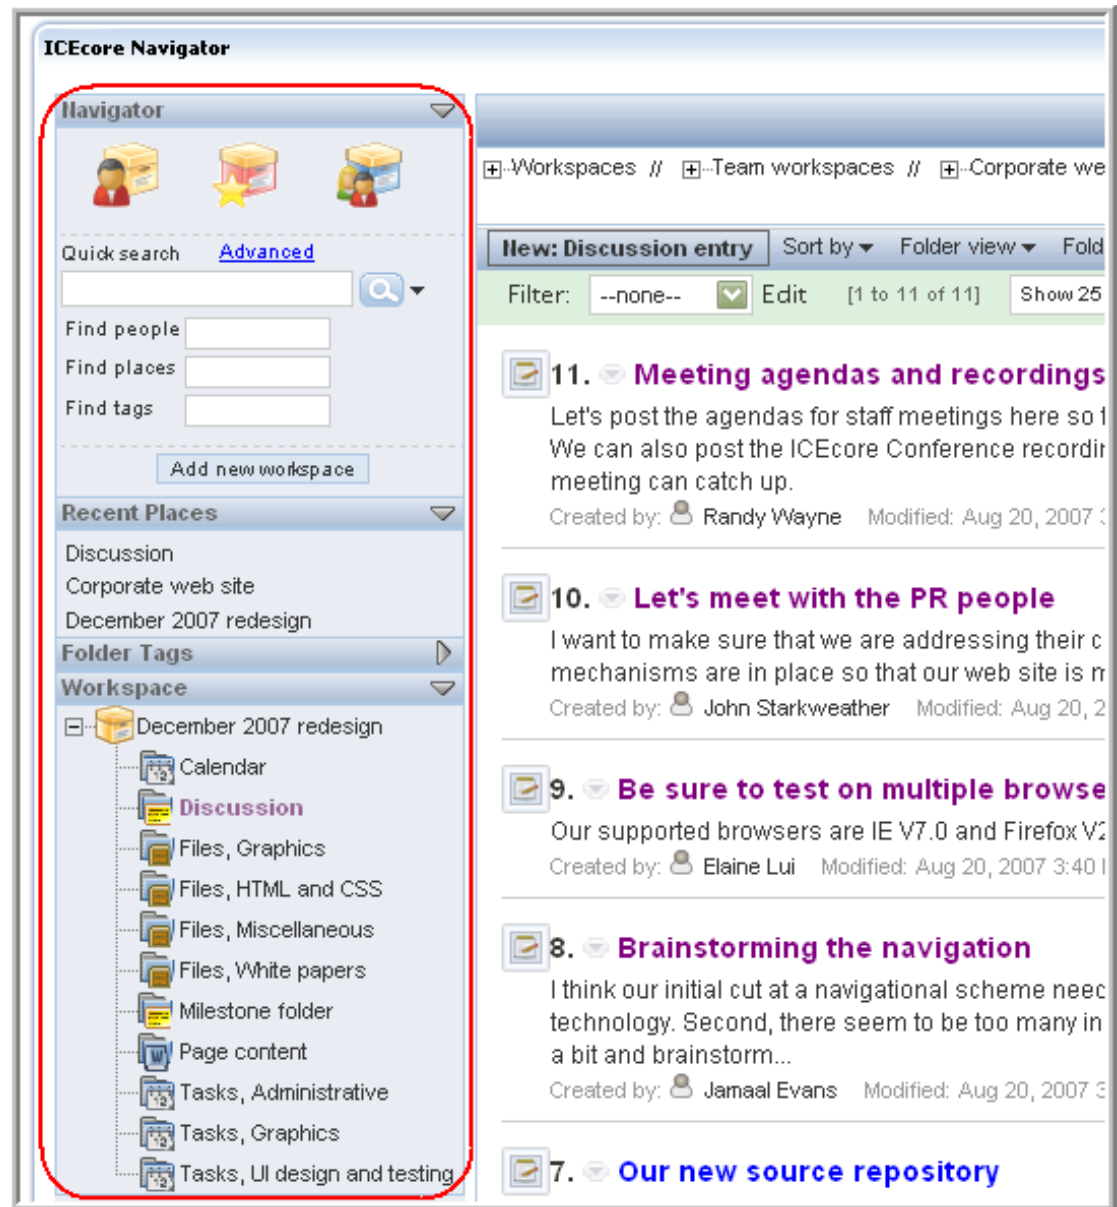 ICEcore Navigator
Navigator
Quick search Advanced
Find people
Find places
Find tags
Add new workspace
Recent Places
Discussion
Corporate web site
December 2007 redesign
Folder Tags
Workspace
December 2007 redesign
Calendar
Discussion
Files, Graphics
Files, HTML and CSS
Files, Miscellaneous
Files, White papers
Milestone folder
Page content
Tasks, Administrative
Tasks, Graphics
Tasks, UI design and testing
Workspaces // Team workspaces // Corporate we
New: Discussion entry Sort by Folder view Fold
Filter: --none-- Edit [1 to 11 of 11] Show 25
11. Meeting agendas and recordings
Let's post the agendas for staff meetings here so
We can also post the ICEcore Conference recordin
meeting can catch up.
Created by: Randy Wayne Modified: Aug 20, 2007
10. Let's meet with the PR people
I want to make sure that we are addressing their c
mechanisms are in place so that our web site is
Created by: John Starkweather Modified: Aug 20, 2
9. Be sure to test on multiple browse
Our supported browsers are IE V7.0 and Firefox V2
Created by: Elaine Lui Modified: Aug 20, 2007 3:40
8. Brainstorming the navigation
I think our initial cut at a navigational scheme need
technology. Second, there seem to be too many in
a bit and brainstorm...
Created by: Jamaal Evans Modified: Aug 20, 2007
7. Our new source repository